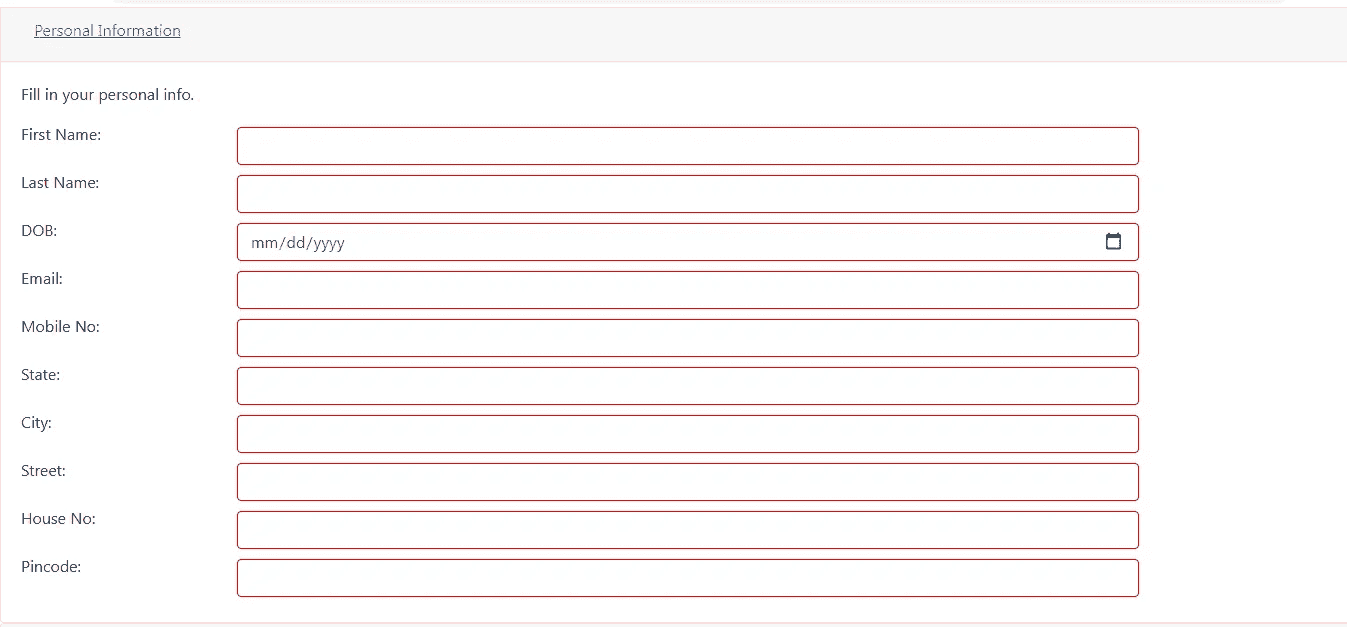 Personal Information
Fill in your personal info.
First Name:
Last Name:
DOB:
mm/dd/yyyy
Email:
Mobile No:
State:
City:
Street:
House No:
Pincode: